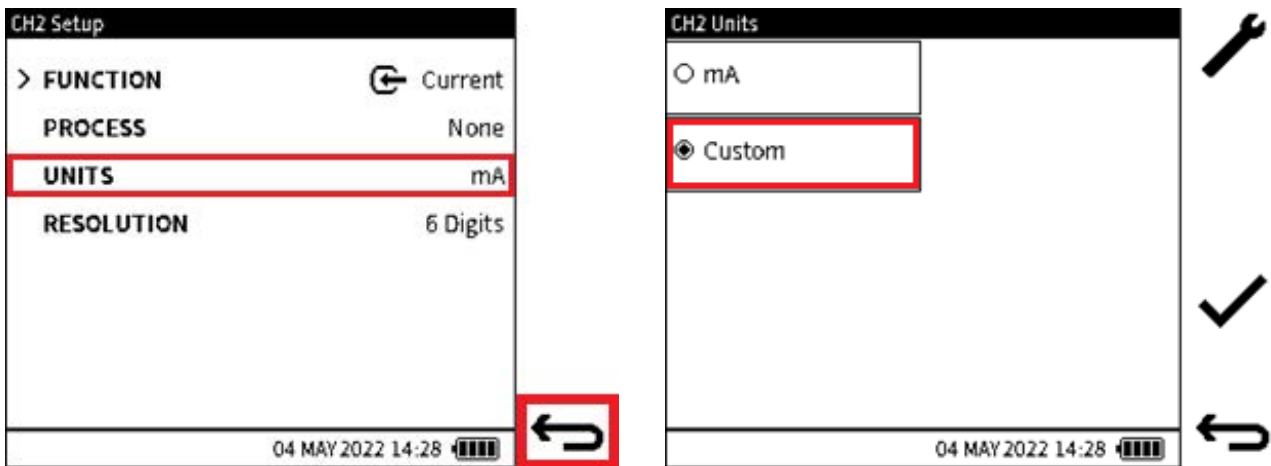 CH2 Setup
> FUNCTION Current
PROCESS None
UNITS mA
RESOLUTION 6 Digits
04 MAY 2022 14:28
CH2 Units
mA
Custom
04 MAY 2022 14:28